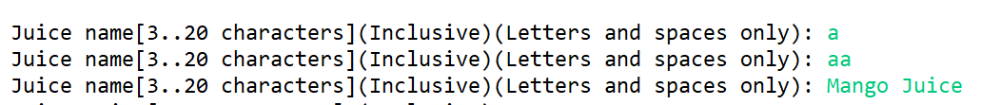 Juice name[3..20 characters](Inclusive)(Letters and spaces only): a
Juice name[3..20 characters](Inclusive)(Letters and spaces only): aa
Juice name[3..20 characters](Inclusive)(Letters and spaces only): Mango Juice